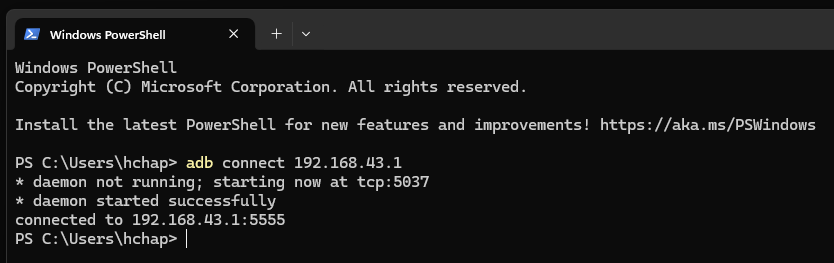 Windows PowerShell
Windows PowerShell
Copyright (C) Microsoft Corporation. All rights reserved.
Install the latest PowerShell for new features and improvements! https://aka.ms/PSWindows
PS C:\Users\hchap> adb connect 192.168.43.1
* daemon not running; starting now at tcp:5037
* daemon started successfully
connected to 192.168.43.1:5555
PS C:\Users\hchap>